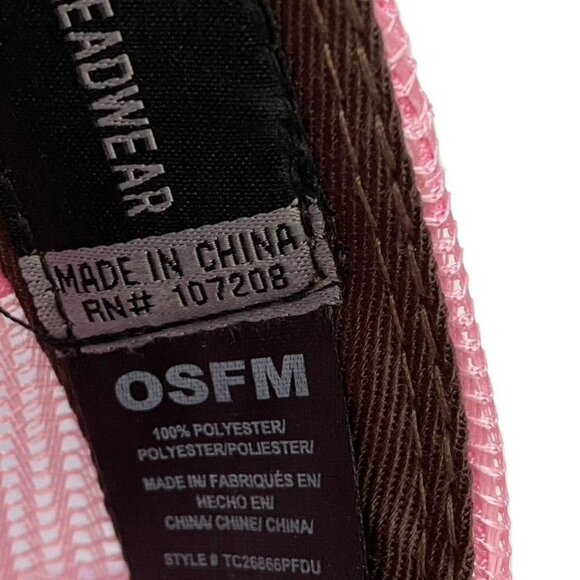 EADWEAR
MADE IN CHINA
RN# 107208
OSFM
100% POLYESTER/
POLYESTER/POLIESTER/
MADE IN/ FABRIQUÉS EN/
HECHO EN/
CHINA/ CHINE/ CHINA/
STYLE # TC26866PFDU